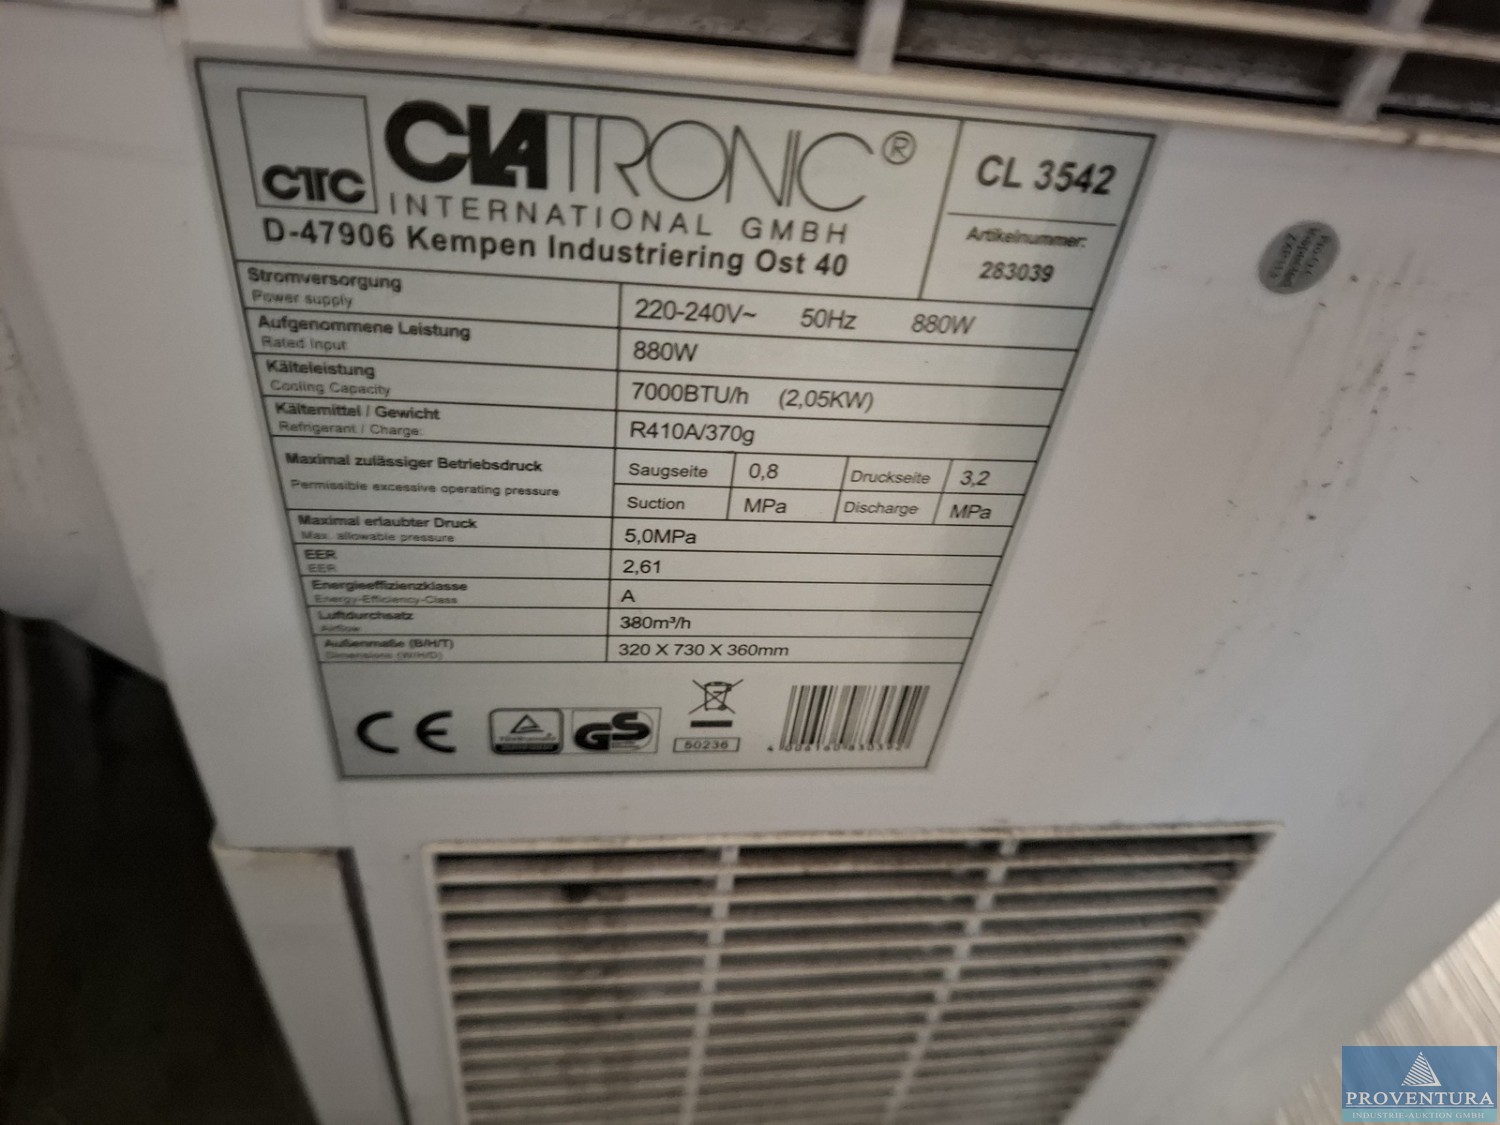 CTC
CLATRONIC®
INTERNATIONAL GMBH
D-47906 Kempen Industriering Ost 40
CL 3542
Artikelnummer:
283039
Stromversorgung
Power supply
220-240V~ 50Hz 880W
Aufgenommene Leistung
Rated Input
880W
Kälteleistung
Cooling Capacity
7000BTU/h (2,05KW)
Kältemittel / Gewicht
Refrigerant / Charge:
R410A/370g
Maximal zulässiger Betriebsdruck
Permissible excessive operating pressure
Saugseite 0,8 Druckseite 3,2
Suction MPa Discharge MPa
Maximal erlaubter Druck
Max. allowable pressure
5,0MPa
EER
EER
2,61
Energieeffizienzklasse
Energy-Efficiency-Class
A
Luftdurchsatz
Airflow
380m³/h
Außenmaße (B/H/T)
Dimensions (W/H/D)
320 X 730 X 360mm
CE
GS
50236
PROVENTURA
INDUSTRIE-AUKTION GMBH